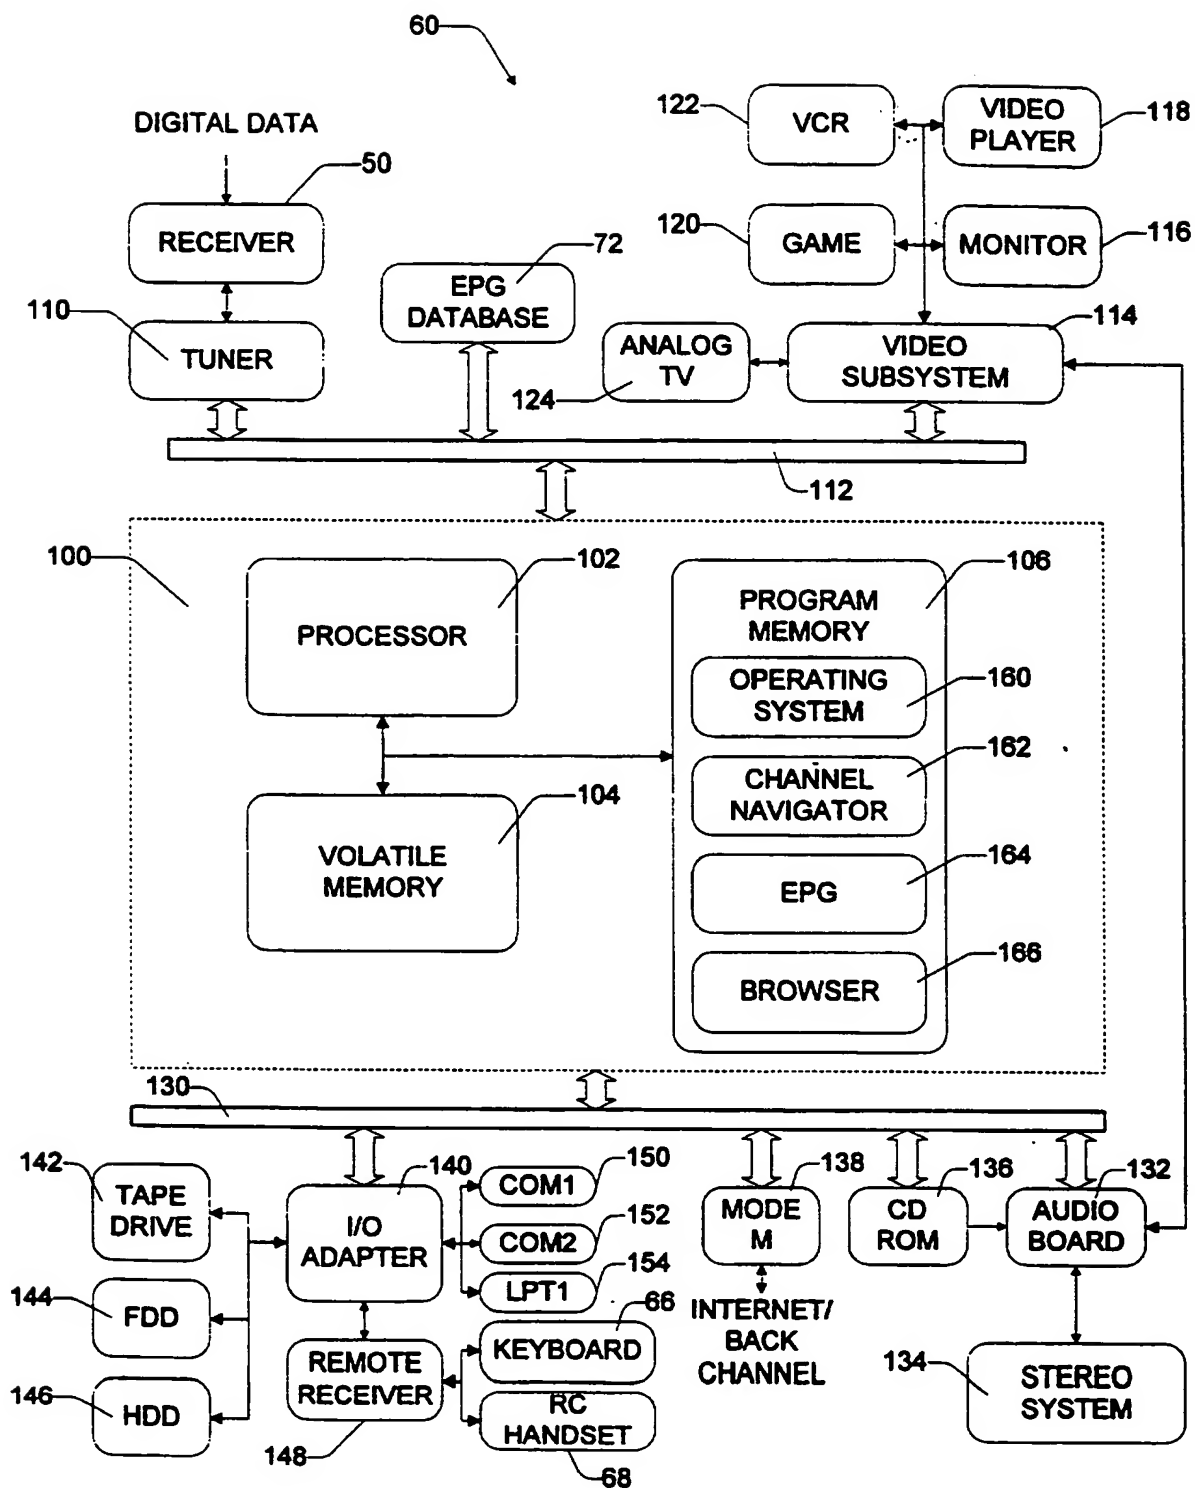 60
DIGITAL DATA
50
RECEIVER
110
TUNER
72
EPG
DATABASE
122
VCR
VIDEO
PLAYER
118
120
GAME
MONITOR
116
ANALOG
TV
124
VIDEO
SUBSYSTEM
114
112
100
102
PROCESSOR
104
VOLATILE
MEMORY
106
PROGRAM
MEMORY
OPERATING
SYSTEM
160
162
CHANNEL
NAVIGATOR
164
EPG
166
BROWSER
130
142
TAPE
DRIVE
144
FDD
146
HDD
140
I/O
ADAPTER
150
COM1
152
COM2
154
LPT1
REMOTE
RECEIVER
148
66
KEYBOARD
RC
HANDSET
68
138
MODE
M
INTERNET/
BACK
CHANNEL
136
CD
ROM
132
AUDIO
BOARD
134
STEREO
SYSTEM